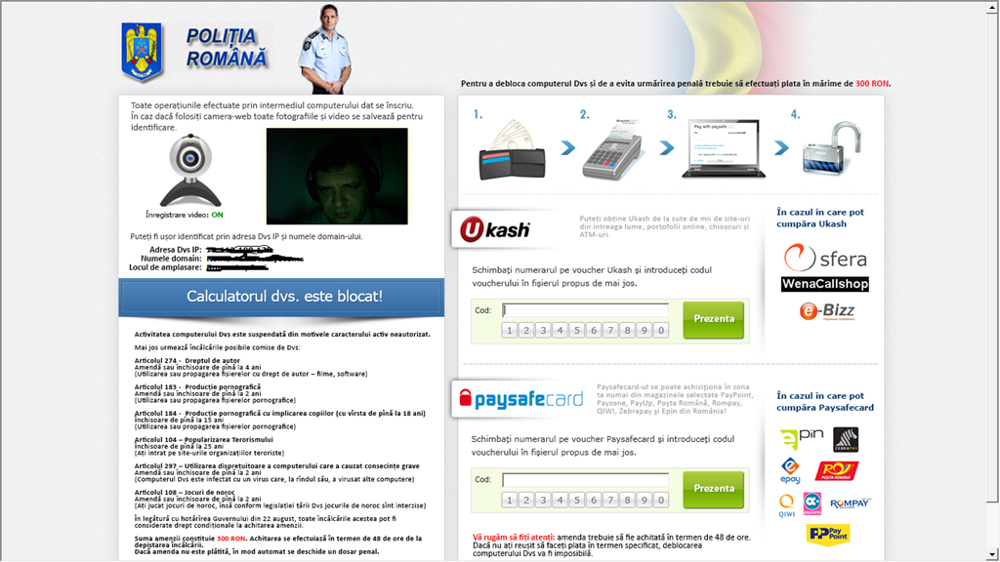 POLIȚIA
ROMÂNĂ
Pentru a debloca computerul Dvs și de a evita urmărirea penală trebuie să efectuați plata în mărime de 300 RON.
Toate operațiunile efectuate prin intermediul computerului dat se înscriu.
În caz dacă folosiți camera-web toate fotografiile și video se salvează pentru
identificare.
Înregistrare video: ON
Puteți fi ușor identificat prin adresa Dvs IP și numele domain-ului.
Adresa Dvs IP:
Numele domain:
Locul de amplasare:
Calculatorul dvs. este blocat!
Activitatea computerului Dvs este suspendată din motivele caracterului activ neautorizat.
Mai jos urmează încălcările posibile comise de Dvs:
Articolul 274 - Dreptul de autor
Amendă sau închisoare de pînă la 4 ani
(Utilizarea sau propagarea fișierelor cu drept de autor – filme, software)
Articolul 183 - Producție pornografică
Amendă sau închisoare de pînă la 2 ani
(Utilizarea sau propagarea fișierelor pornografice)
Articolul 184 - Producție pornografică cu implicarea copiilor (cu vîrsta de pînă la 18 ani)
Închisoare de pînă la 15 ani
(Utilizarea sau propagarea fișierelor pornografice)
Articolul 104 – Popularizarea Terorismului
Închisoare de pînă la 25 ani
(Ați intrat pe site-urile organizațiilor teroriste)
Articolul 297 – Utilizarea disprețuitoare a computerului care a cauzat consecințe grave
Amendă sau închisoare de pînă la 2 ani
(Computerul Dvs este infectat cu un virus care, la rîndul său, a virusat alte computere)
Articolul 108 – Jocuri de noroc
Amendă sau închisoare de pînă la 2 ani
(Ați jucat jocuri de noroc, însă conform legislației țării Dvs jocurile de noroc sînt interzise)
În legătură cu hotărîrea Guvernului din 22 august, toate încălcările acestea pot fi
considerate drept condiționale la achitarea amenzii.
Suma amenzii constituie 300 RON. Achitarea se efectuiază în termen de 48 de ore de la
depistarea încălcării.
Dacă amenda nu este plătită, în mod automat se deschide un dosar penal.
1. 2. 3. 4.
Ukash
Puteți obține Ukash de la sute de mii de site-uri
din intreaga lume, portofolii online, chioșcuri și
ATM-uri.
Schimbați numerarul pe voucher Ukash și introduceți codul
voucherului în fișierul propus de mai jos.
Cod:
Prezenta
1 2 3 4 5 6 7 8 9 0
În cazul in care pot
cumpăra Ukash
sfera
WenaCallshop
e-Bizz
paysafecard
Paysafecard-ul se poate achiziționa în zona
ta numai din magazinele selectate PayPoint,
Payzone, PayUp, Poșta Română, Rompay,
QIWI, Zebrapay și Epin din România!
Schimbați numerarul pe voucher Paysafecard și introduceți codul
voucherului în fișierul propus de mai jos.
Cod:
Prezenta
1 2 3 4 5 6 7 8 9 0
În cazul in care pot
cumpăra Paysafecard
epin
ZEBRAPAY
epay
POȘTA ROMÂNĂ
QIWI
ROMPAY
Pay
Point
Vă rugăm să fiți atenți: amenda trebuie să fie achitată în termen de 48 de ore.
Dacă nu ați reușit să faceți plata în termen specificat, deblocarea
computerului Dvs va fi imposibilă.